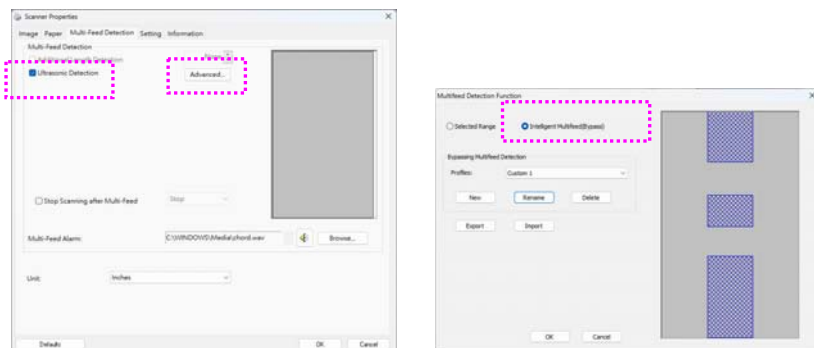 Scanner Properties
Image Paper Multi-Feed Detection Setting Information
Multi-Feed Detection
Ultrasonic Detection
Advanced...
Stop Scanning after Multi-Feed
Stop
Multi-Feed Alarm:
C:\WINDOWS\Media\chord.wav
Browse...
Unit:
Inches
Defaults
OK
Cancel
Multifeed Detection Function
Selected Range
Intelligent Multifeed(Bypass)
Bypassing Multifeed Detection
Profiles:
Custom 1
New
Rename
Delete
Export
Import
OK
Cancel